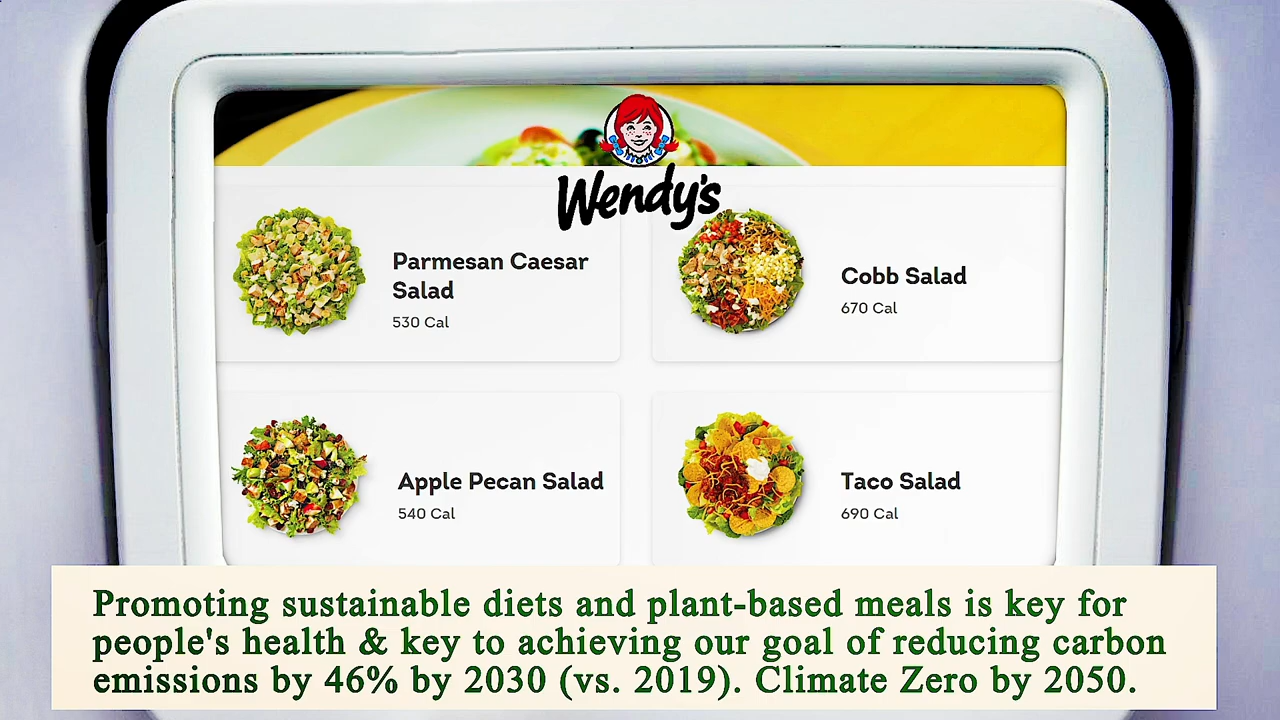 Wendy's
Parmesan Caesar
Salad
530 Cal
Cobb Salad
670 Cal
Apple Pecan Salad
540 Cal
Taco Salad
690 Cal
Promoting sustainable diets and plant-based meals is key for
people's health & key to achieving our goal of reducing carbon
emissions by 46% by 2030 (vs. 2019). Climate Zero by 2050.